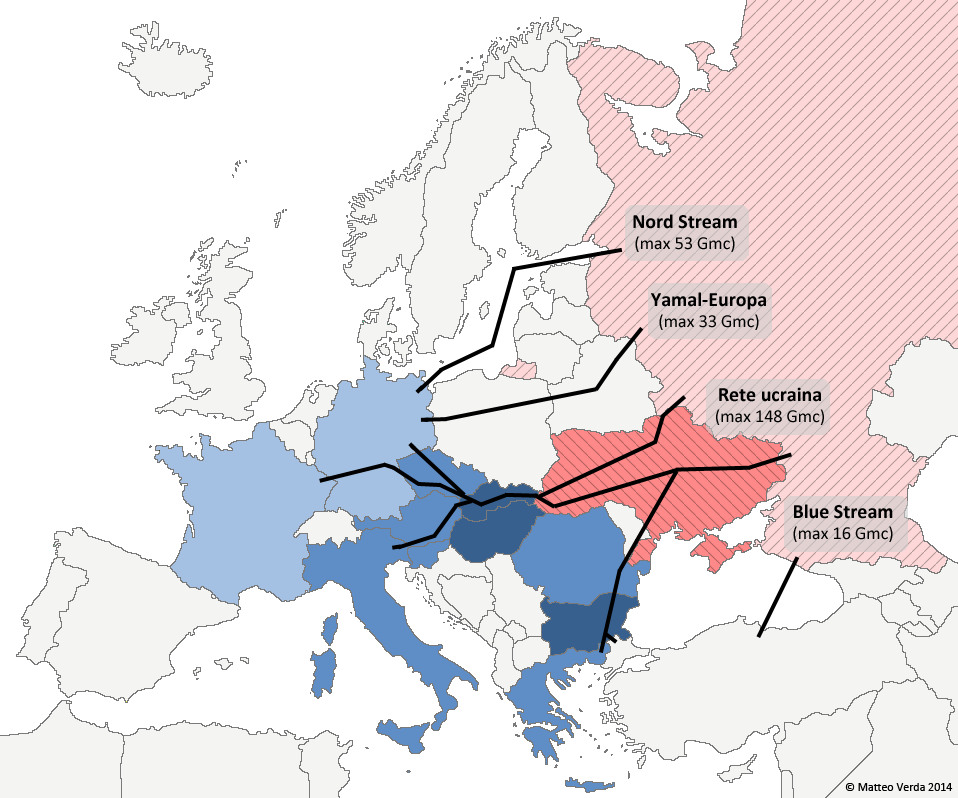 Nord Stream
(max 53 Gmc)
Yamal-Europa
(max 33 Gmc)
Rete ucraina
(max 148 Gmc)
Blue Stream
(max 16 Gmc)
© Matteo Verda 2014